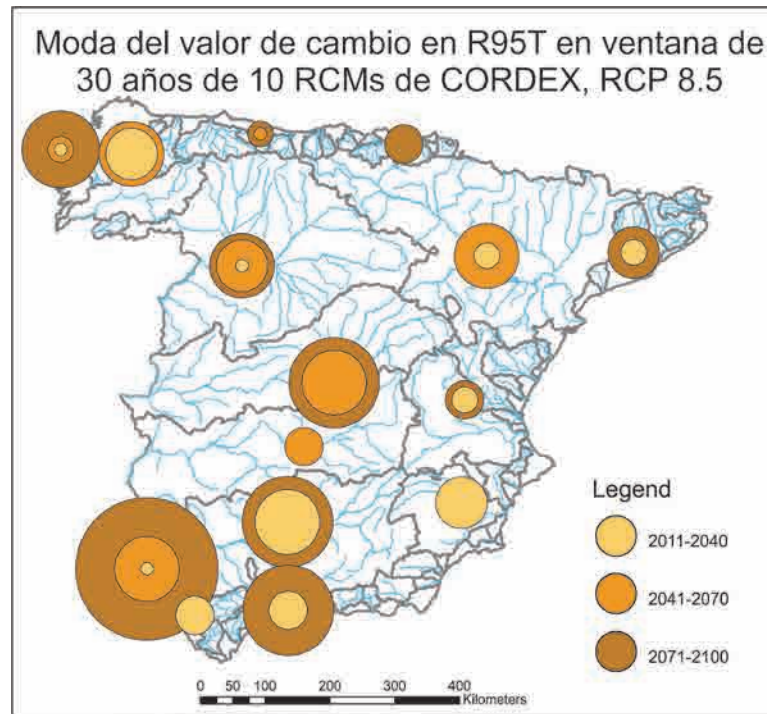 Moda del valor de cambio en R95T en ventana de
30 años de 10 RCMs de CORDEX, RCP 8.5
Legend
2011-2040
2041-2070
2071-2100
0 50 100 200 300 400
Kilometers